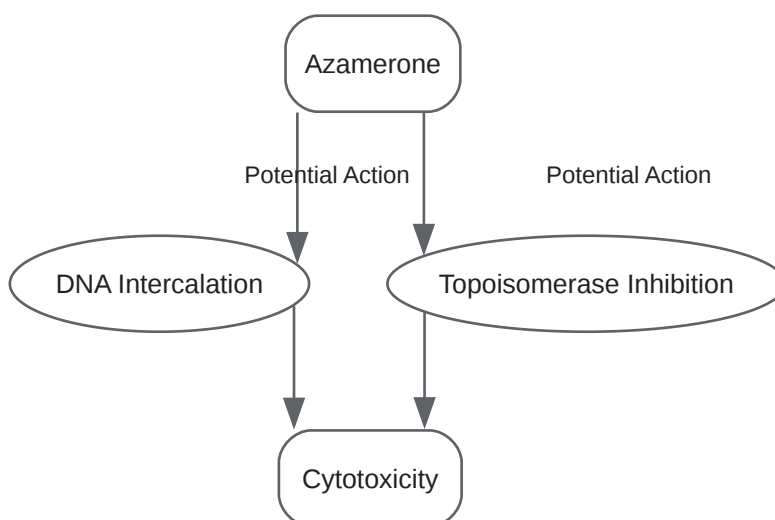 Azamerone
Potential Action
Potential Action
DNA Intercalation
Topoisomerase Inhibition
Cytotoxicity